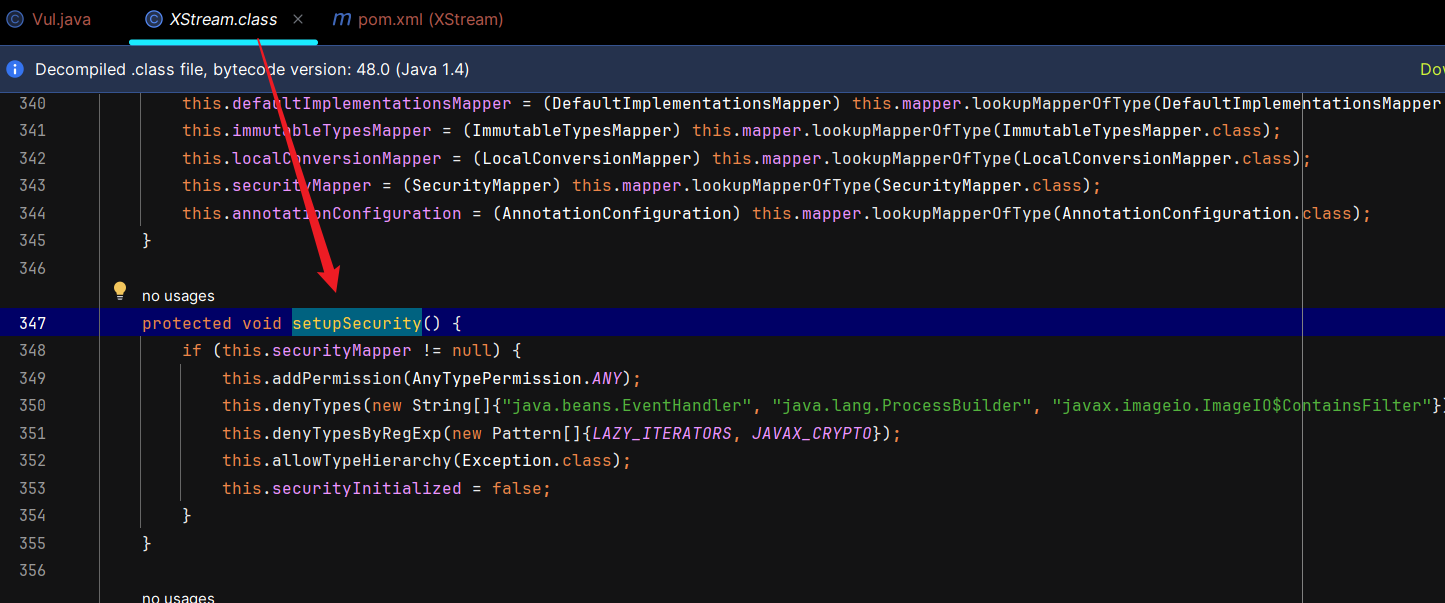 Vul.java XStream.class × m pom.xml (XStream)
Decompiled .class file, bytecode version: 48.0 (Java 1.4) Dov
340 this.defaultImplementationsMapper = (DefaultImplementationsMapper) this.mapper.lookupMapperOfType(DefaultImplementationsMapper
341 this.immutableTypesMapper = (ImmutableTypesMapper) this.mapper.lookupMapperOfType(ImmutableTypesMapper.class);
342 this.localConversionMapper = (LocalConversionMapper) this.mapper.lookupMapperOfType(LocalConversionMapper.class);
343 this.securityMapper = (SecurityMapper) this.mapper.lookupMapperOfType(SecurityMapper.class);
344 this.annotationConfiguration = (AnnotationConfiguration) this.mapper.lookupMapperOfType(AnnotationConfiguration.class);
345 }
346
no usages
347 protected void setupSecurity() {
348 if (this.securityMapper != null) {
349 this.addPermission(AnyTypePermission.ANY);
350 this.denyTypes(new String[]{"java.beans.EventHandler", "java.lang.ProcessBuilder", "javax.imageio.ImageIO$ContainsFilter"})
351 this.denyTypesByRegExp(new Pattern[]{LAZY_ITERATORS, JAVAX_CRYPTO});
352 this.allowTypeHierarchy(Exception.class);
353 this.securityInitialized = false;
354 }
355 }
356
no usages